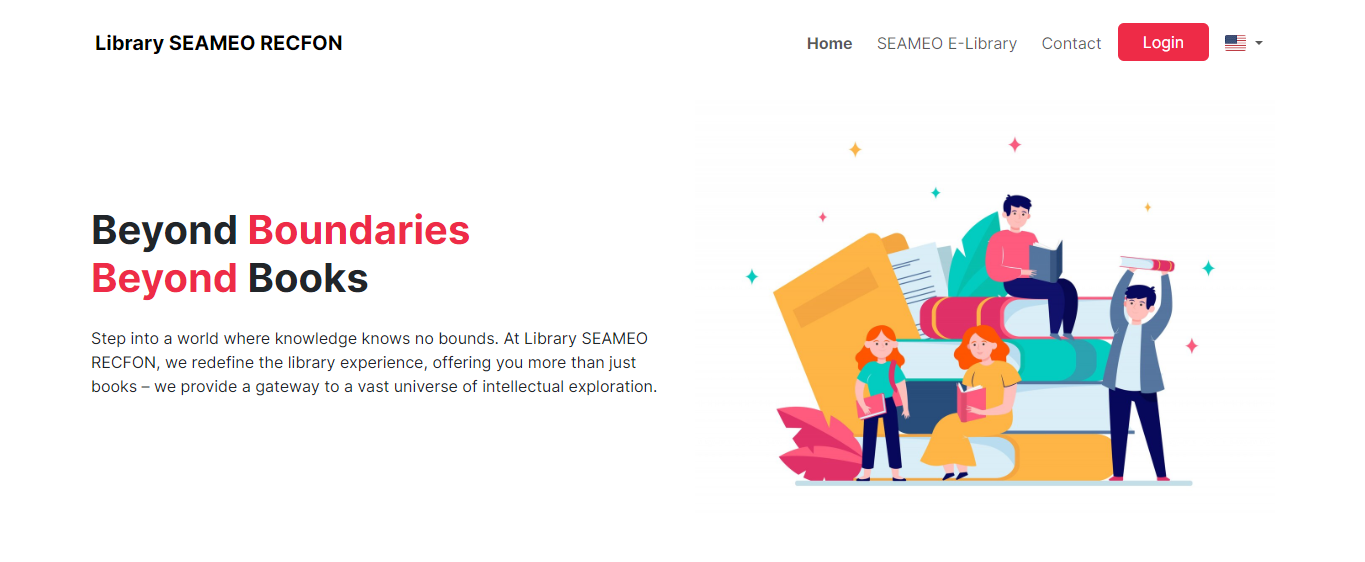 Library SEAMEO RECFON
Home
SEAMEO E-Library
Contact
Login
Beyond Boundaries
Beyond Books
Step into a world where knowledge knows no bounds. At Library SEAMEO
RECFON, we redefine the library experience, offering you more than just
books – we provide a gateway to a vast universe of intellectual exploration.